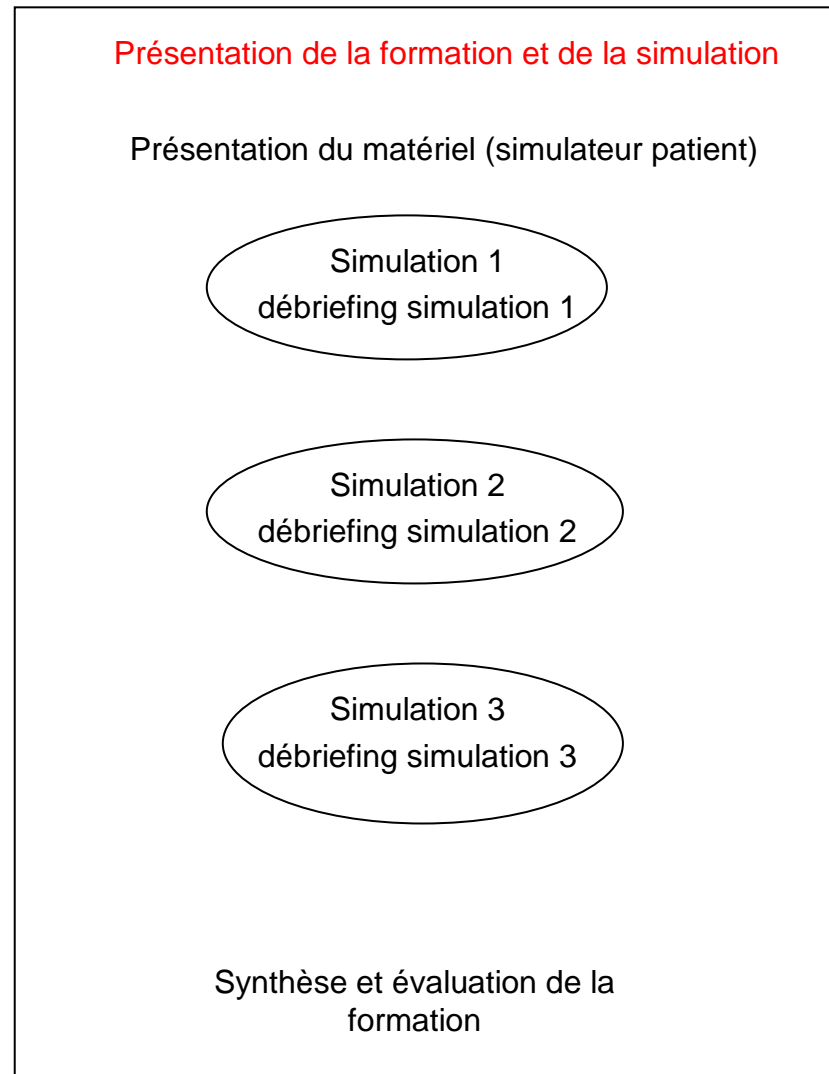 Présentation de la formation et de la simulation
Présentation du matériel (simulateur patient)
Simulation 1
débriefing simulation 1
Simulation 2
débriefing simulation 2
Simulation 3
débriefing simulation 3
Synthèse et évaluation de la
formation